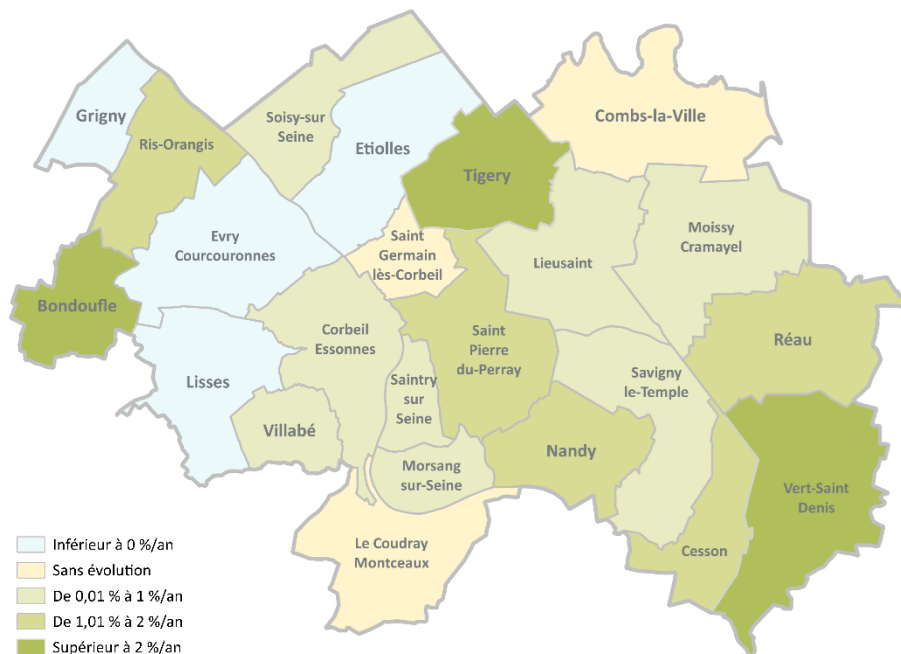 Grigny
Ris-Orangis
Soisy-sur
Seine
Etiolles
Combs-la-Ville
Tigery
Evry
Courcouronnes
Saint
Germain
lès-Corbeil
Lieusaint
Moissy
Cramayel
Bondoufle
Corbeil
Essonnes
Saint
Pierre
du-Perray
Réau
Lisses
Saintry
sur
Seine
Savigny
le-Temple
Villabé
Morsang
sur-Seine
Nandy
Vert-Saint
Denis
Le Coudray
Montceaux
Cesson
Inférieur à 0 %/an
Sans évolution
De 0,01 % à 1 %/an
De 1,01 % à 2 %/an
Supérieur à 2 %/an